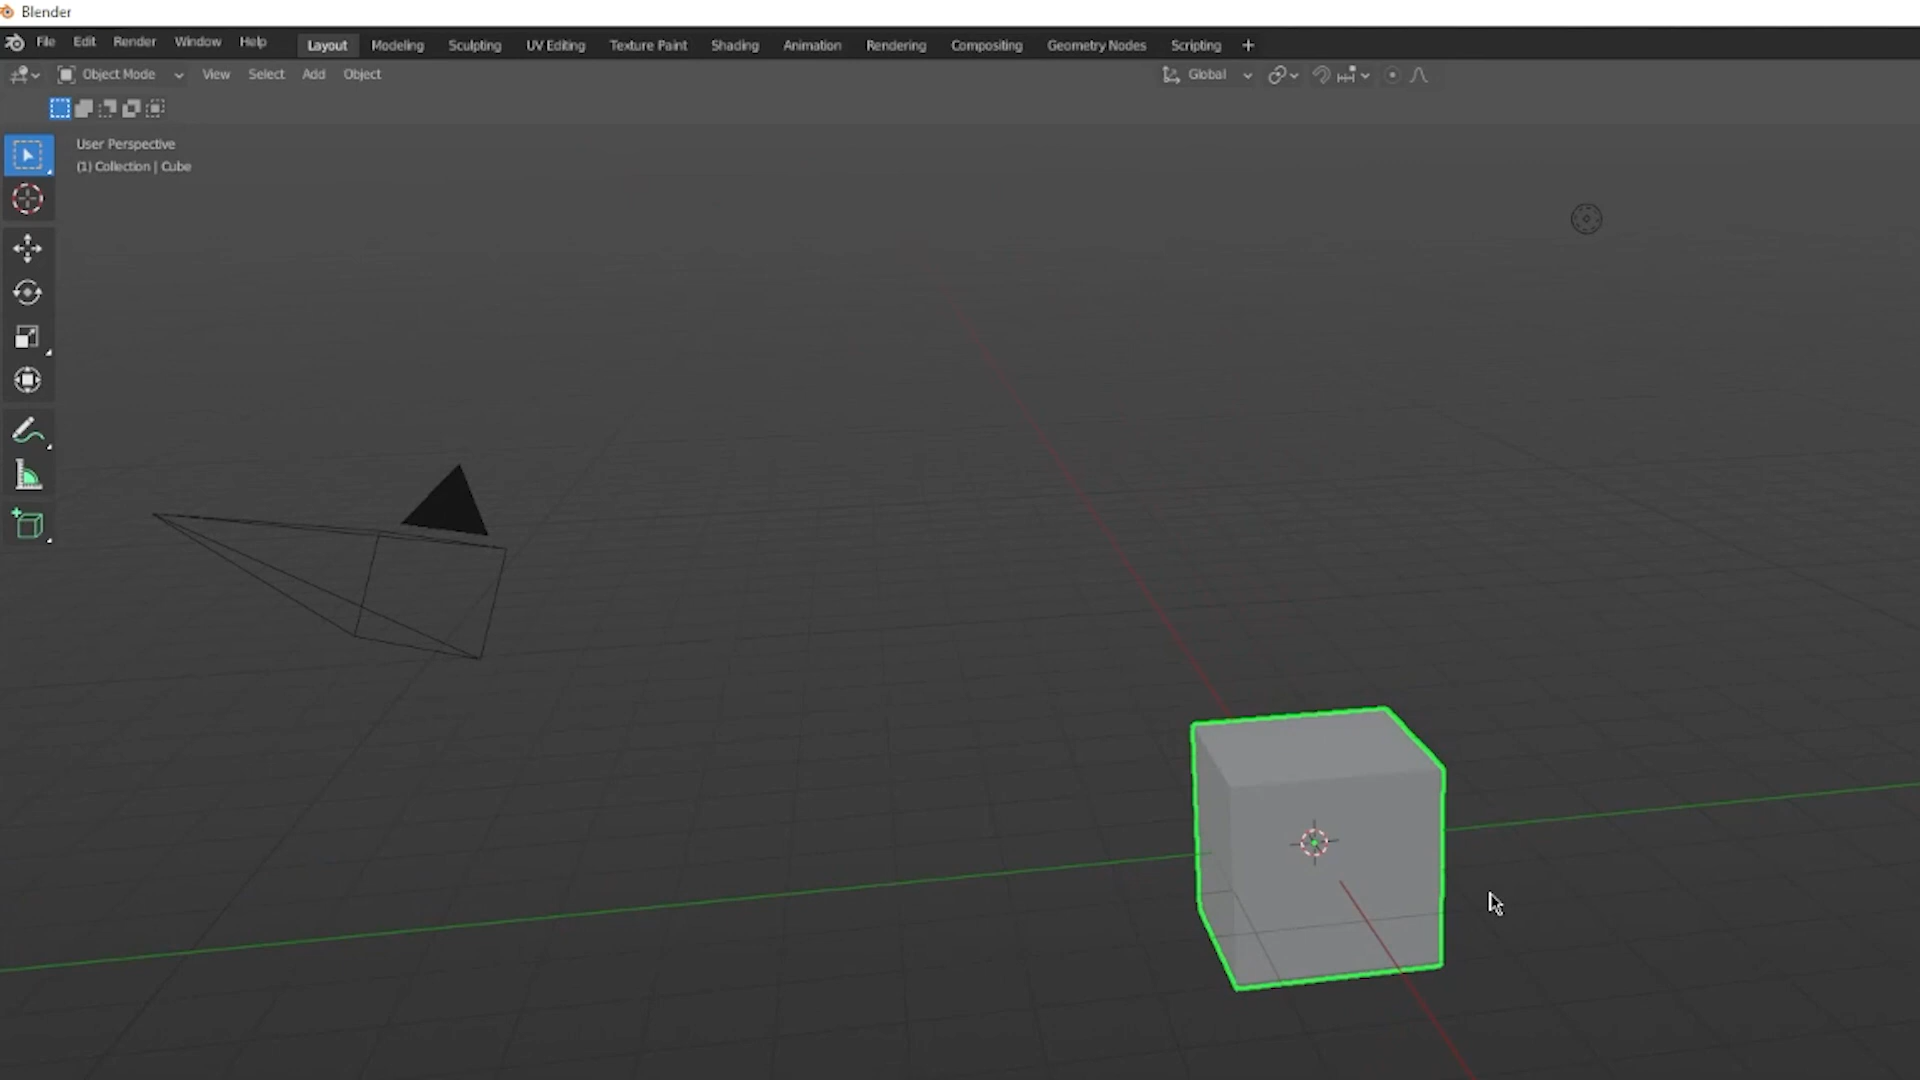 Blender
File Edit Render Window Help Layout Modeling Sculpting UV Editing Texture Paint Shading Animation Rendering Compositing Geometry Nodes Scripting +
Object Mode View Select Add Object Global
User Perspective
(1) Collection | Cube